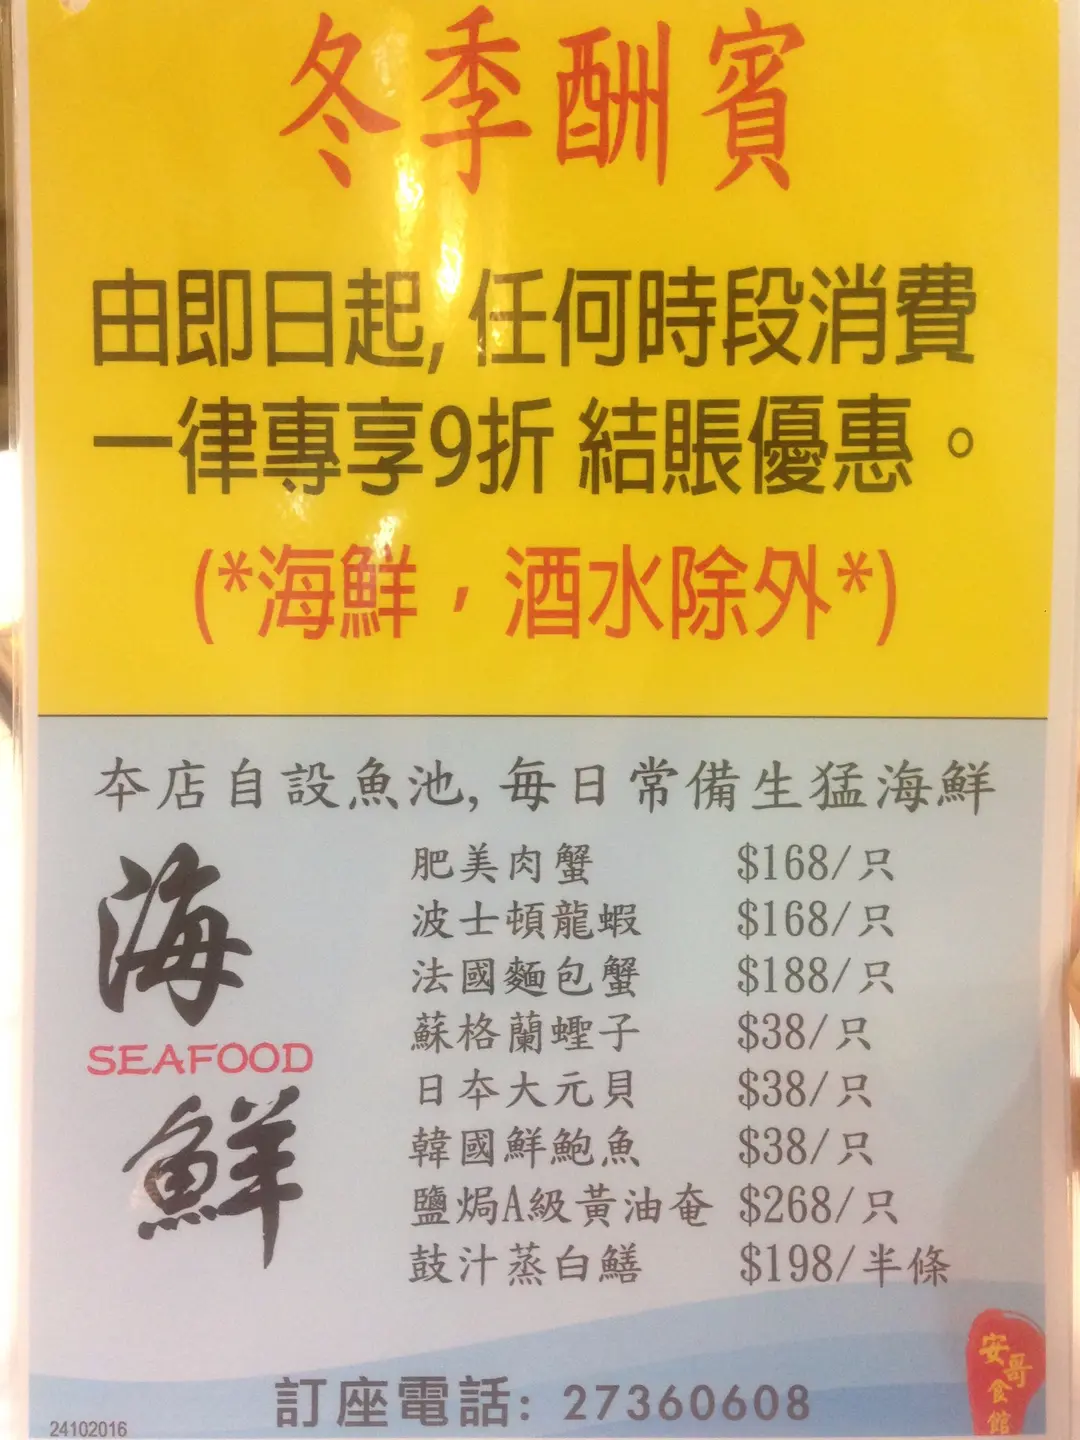 冬季酬賓
由即日起, 任何時段消費
一律專享9折 結賬優惠。
(*海鮮，酒水除外*)
本店自設魚池, 每日常備生猛海鮮
海鮮
SEAFOOD
肥美肉蟹 $168/只
波士頓龍蝦 $168/只
法國麵包蟹 $188/只
蘇格蘭蟶子 $38/只
日本大元貝 $38/只
韓國鮮鮑魚 $38/只
鹽焗A級黃油奄 $268/只
鼓汁蒸白鱔 $198/半條
訂座電話: 27360608
安哥食館
24102016